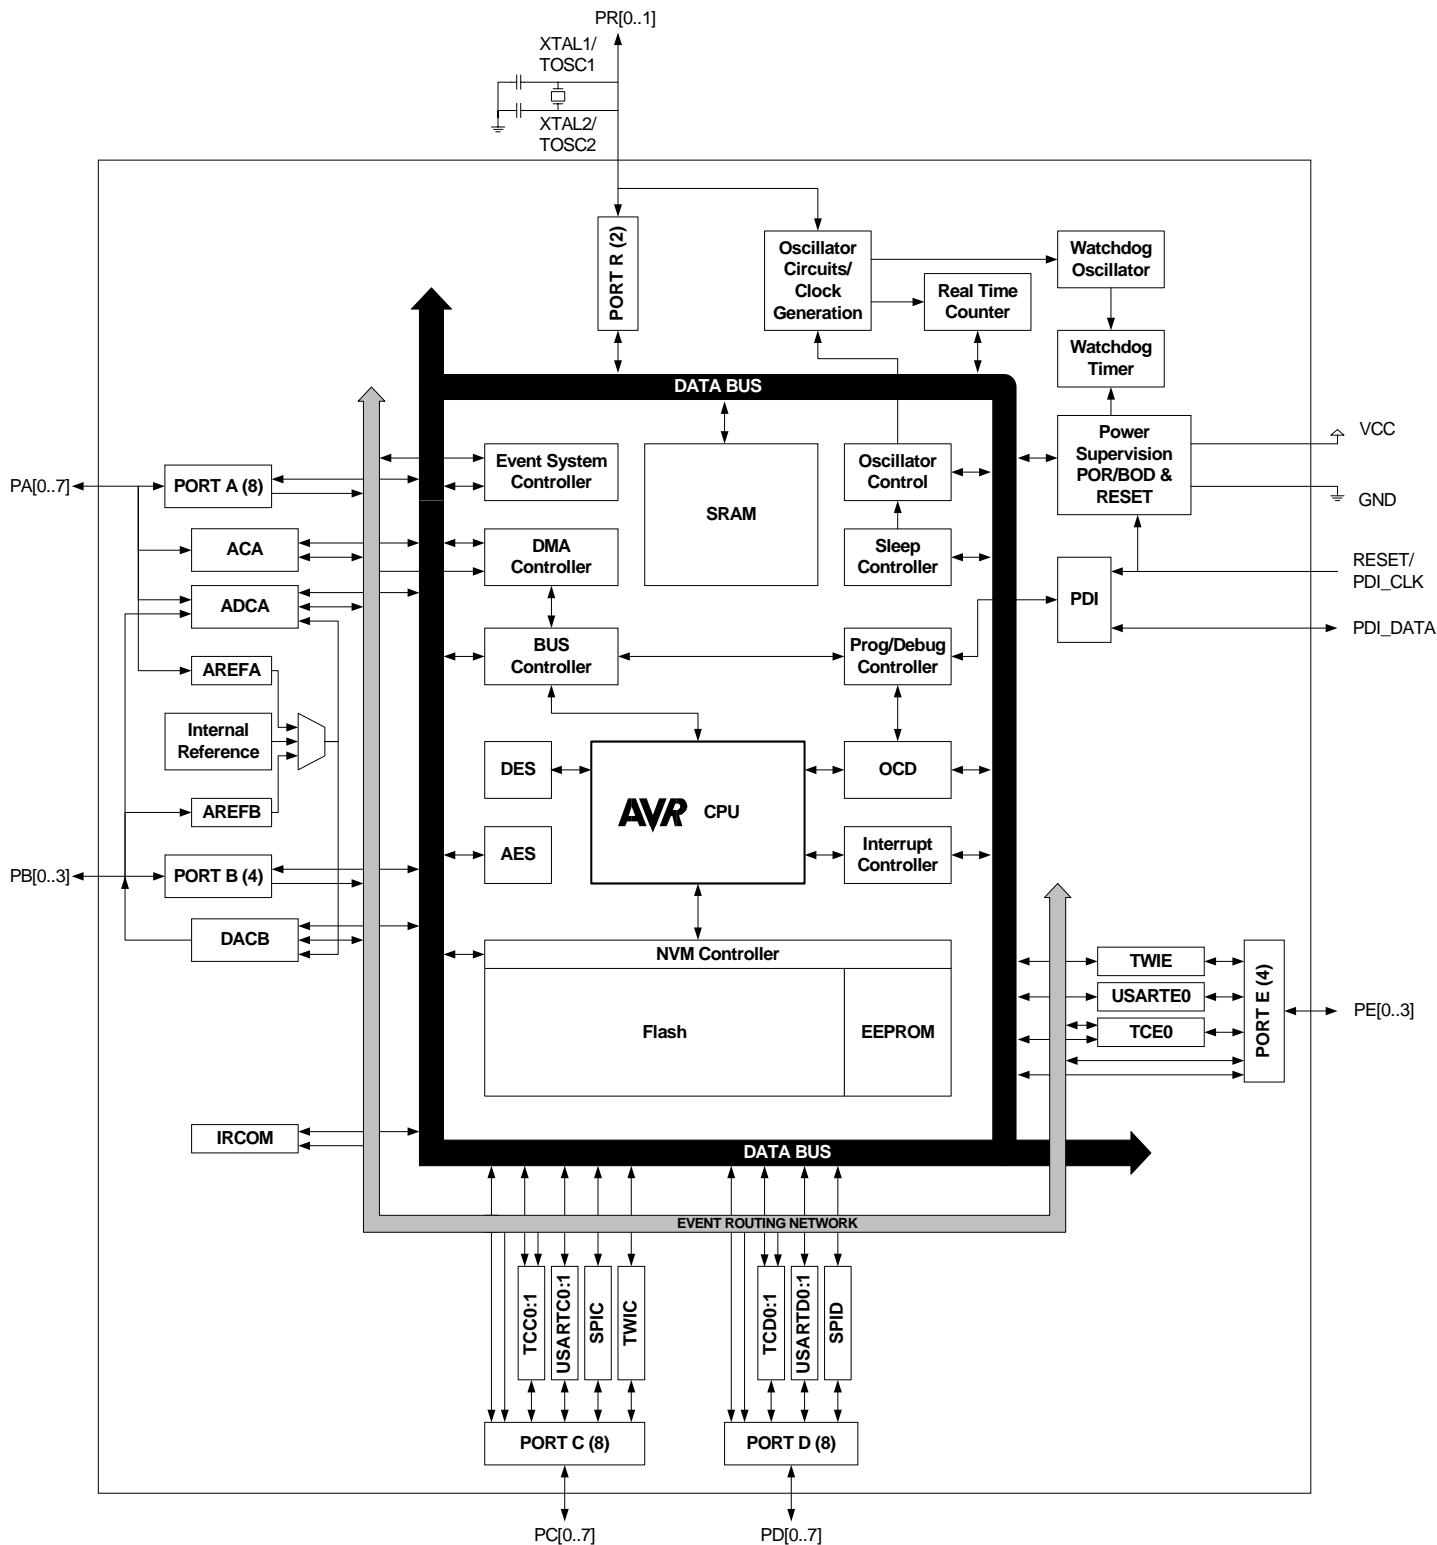 PR[0..1]
XTAL1/
TOSC1
XTAL2/
TOSC2
PORT R (2)
Oscillator
Circuits/
Clock
Generation
Watchdog
Oscillator
Real Time
Counter
Watchdog
Timer
DATA BUS
Power
Supervision
POR/BOD &
RESET
VCC
GND
RESET/
PDI_CLK
PDI_DATA
PDI
Event System
Controller
SRAM
Oscillator
Control
PA[0..7]
PORT A (8)
ACA
DMA
Controller
Sleep
Controller
ADCA
BUS
Controller
Prog/Debug
Controller
AREFA
Internal
Reference
DES
AVR
CPU
OCD
AREFB
AES
Interrupt
Controller
PB[0..3]
PORT B (4)
DACB
NVM Controller
Flash
EEPROM
TWIE
USARTE0
TCE0
PORT E (4)
PE[0..3]
IRCOM
DATA BUS
EVENT ROUTING NETWORK
TCC0:1
USARTC0:1
SPIC
TWIC
TCD0:1
USARTD0:1
SPID
PORT C (8)
PORT D (8)
PC[0..7]
PD[0..7]